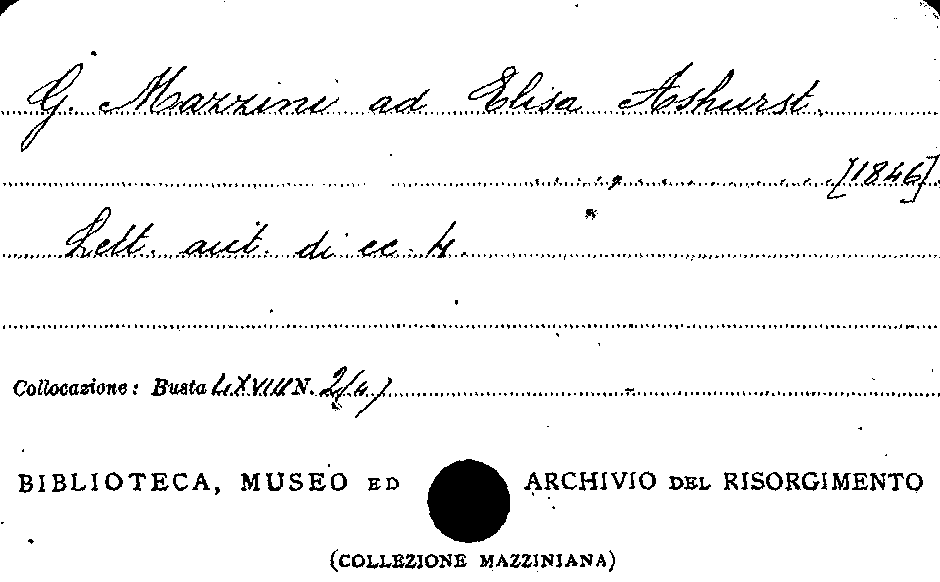 G. Mazzini ad Elisa Ashurst.
[1846]
Lett. aut. di cc. 4.
Collocazione: Busta LXVIII N. 2(4)
BIBLIOTECA, MUSEO ED ARCHIVIO DEL RISORGIMENTO
(COLLEZIONE MAZZINIANA)